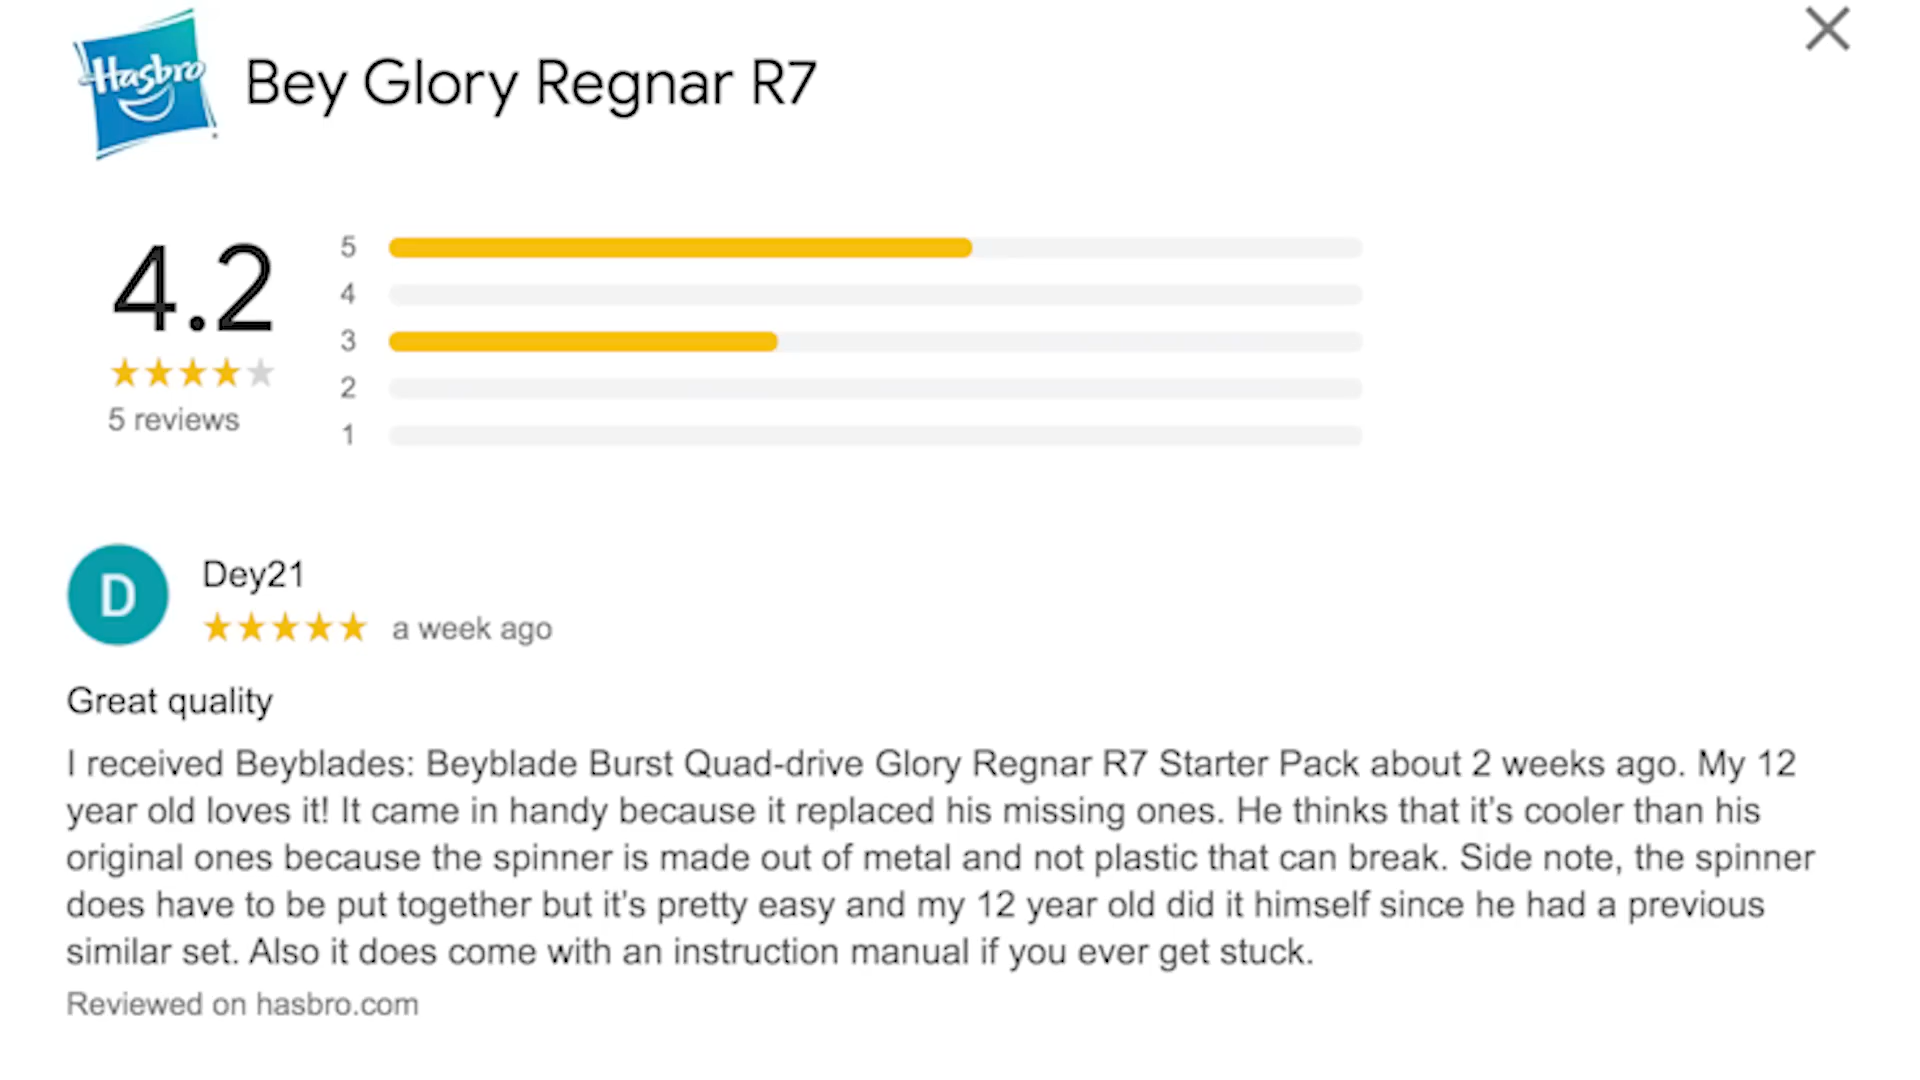 Hasbro
Bey Glory Regnar R7
4.2
5 reviews
5
4
3
2
1
D
Dey21
a week ago
Great quality
I received Beyblades: Beyblade Burst Quad-drive Glory Regnar R7 Starter Pack about 2 weeks ago. My 12
year old loves it! It came in handy because it replaced his missing ones. He thinks that it's cooler than his
original ones because the spinner is made out of metal and not plastic that can break. Side note, the spinner
does have to be put together but it's pretty easy and my 12 year old did it himself since he had a previous
similar set. Also it does come with an instruction manual if you ever get stuck.
Reviewed on hasbro.com